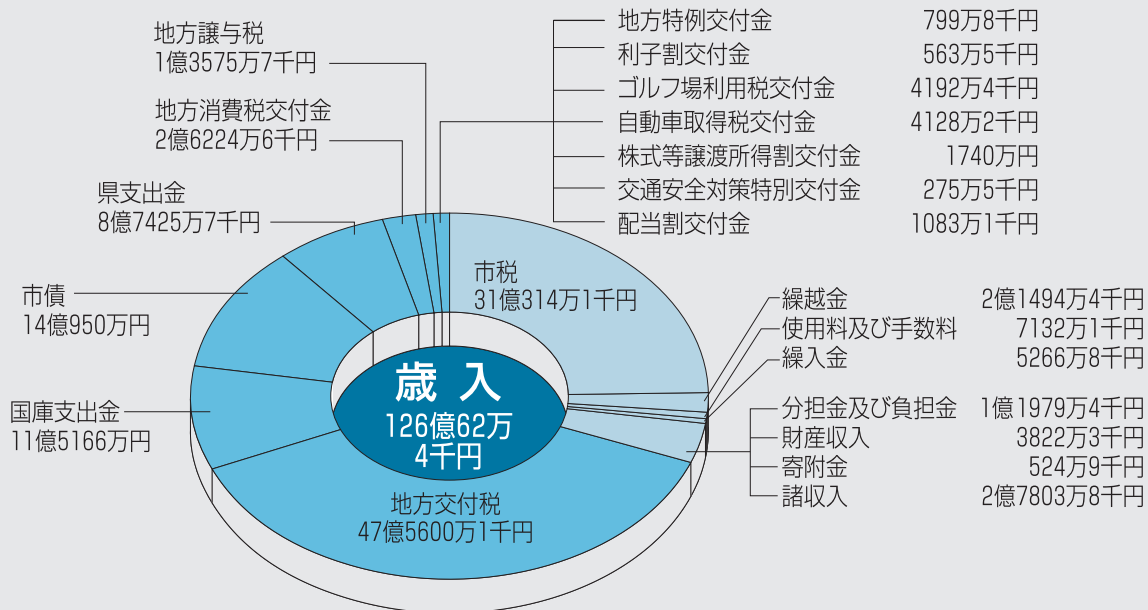 地方特例交付金 799万8千円
利子割交付金 563万5千円
ゴルフ場利用税交付金 4192万4千円
自動車取得税交付金 4128万2千円
株式等譲渡所得割交付金 1740万円
交通安全対策特別交付金 275万5千円
配当割交付金 1083万1千円
地方譲与税
1億3575万7千円
地方消費税交付金
2億6224万6千円
県支出金
8億7425万7千円
市債
14億950万円
国庫支出金
11億5166万円
市税
31億314万1千円
繰越金 2億1494万4千円
使用料及び手数料 7132万1千円
繰入金 5266万8千円
分担金及び負担金 1億1979万4千円
財産収入 3822万3千円
寄附金 524万9千円
諸収入 2億7803万8千円
歳入
126億62万
4千円
地方交付税
47億5600万1千円